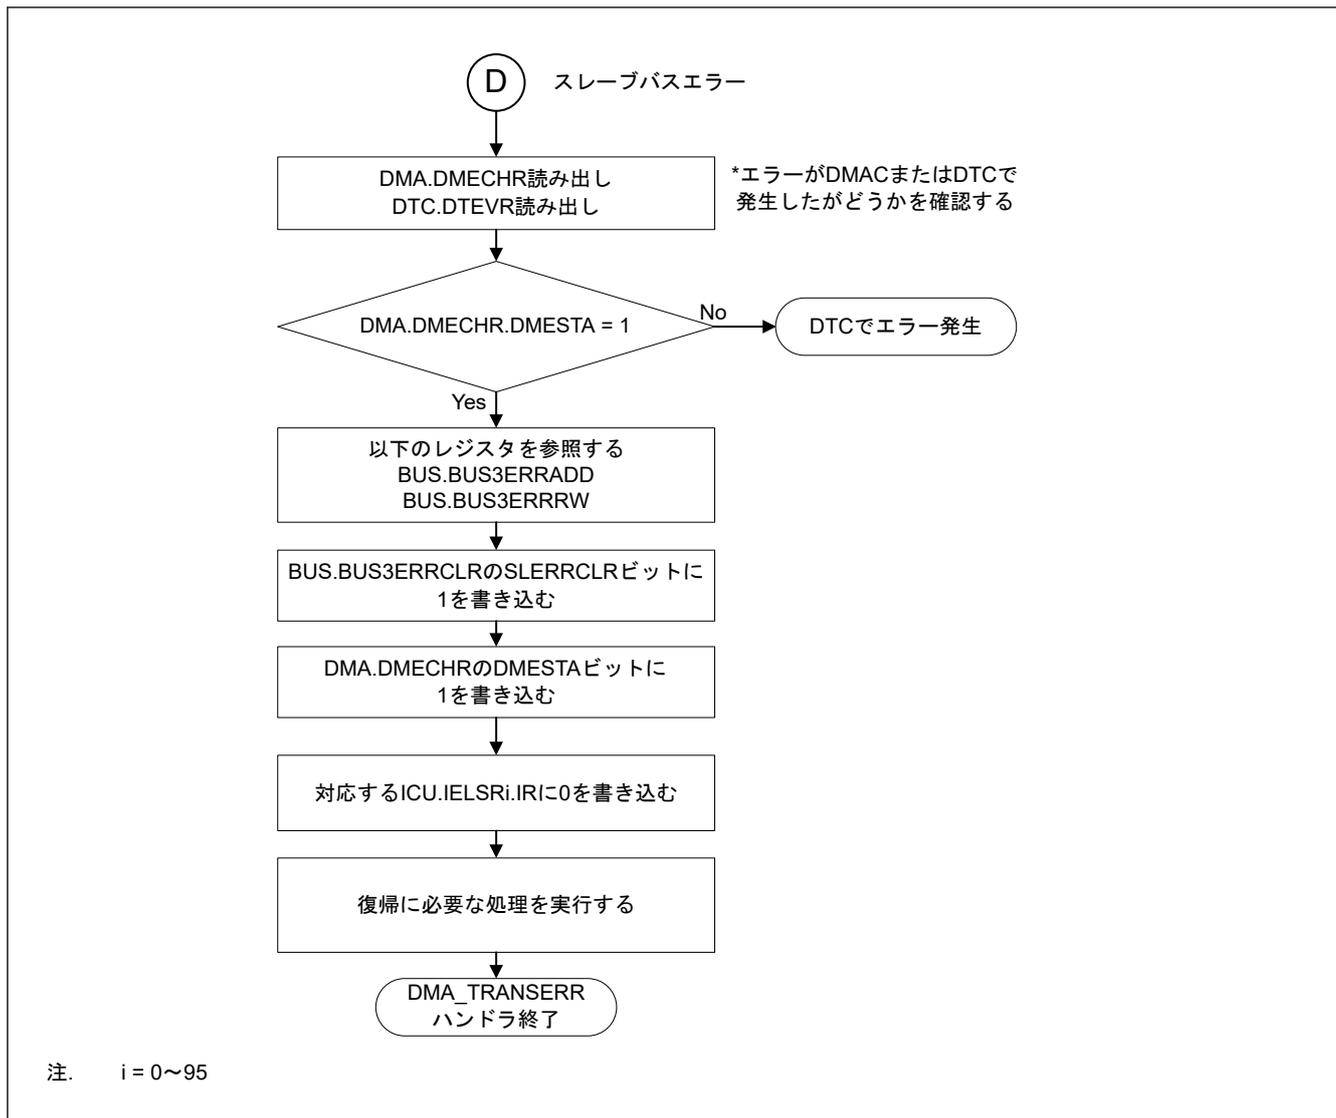 D
スレーブバスエラー
DMA.DMECHR読み出し
DTC.DTEVR読み出し
*エラーがDMACまたはDTCで
発生したがどうかを確認する
DMA.DMECHR.DMESTA = 1
No
DTCでエラー発生
Yes
以下のレジスタを参照する
BUS.BUS3ERRADD
BUS.BUS3ERRRW
BUS.BUS3ERRCLRのSLERRCLRビットに
1を書き込む
DMA.DMECHRのDMESTAビットに
1を書き込む
対応するICU.IELSRi.IRに0を書き込む
復帰に必要な処理を実行する
DMA_TRANSERR
ハンドラ終了
注. i = 0～95